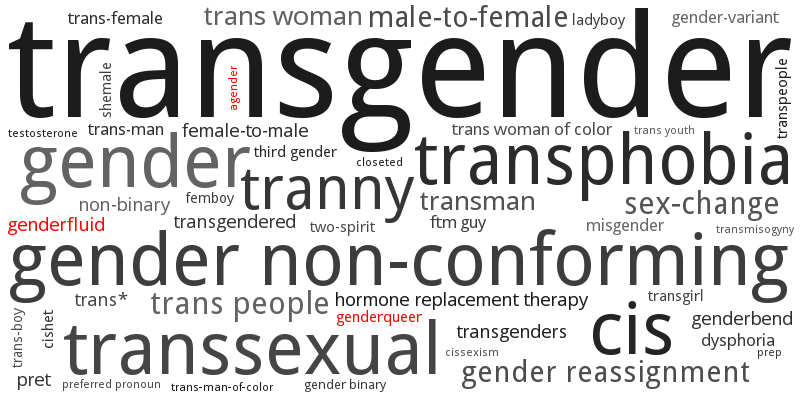 trans-female
trans woman
male-to-female
ladyboy
gender-variant
transgender
shemale
agender
transpeople
testosterone
trans-man
female-to-male
trans woman of color
trans youth
third gender
closeted
gender
transphobia
tranny
non-binary
femboy
transman
sex-change
genderfluid
transgendered
two-spirit
ftm guy
misgender
transmisogyny
gender non-conforming
trans*
trans people
hormone replacement therapy
transgirl
genderqueer
cis
genderbend
trans-boy
cishet
transsexual
transgenders
dysphoria
cissexism
prep
pret
preferred pronoun
trans-man-of-color
gender binary
gender reassignment